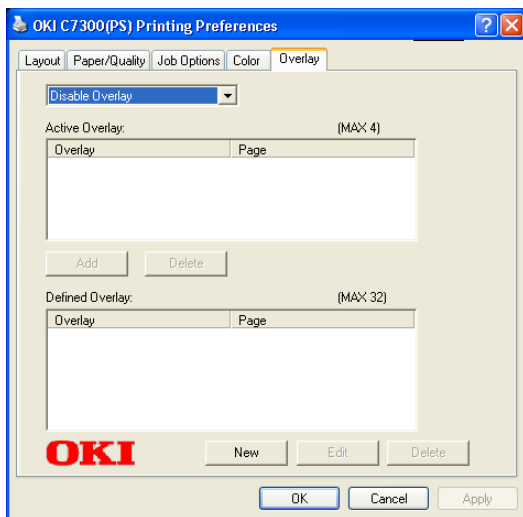 OKI C7300(PS) Printing Preferences
Layout Paper/Quality Job Options Color Overlay
Disable Overlay
Active Overlay: (MAX 4)
Overlay Page
Add Delete
Defined Overlay: (MAX 32)
Overlay Page
OKI New Edit Delete
OK Cancel Apply